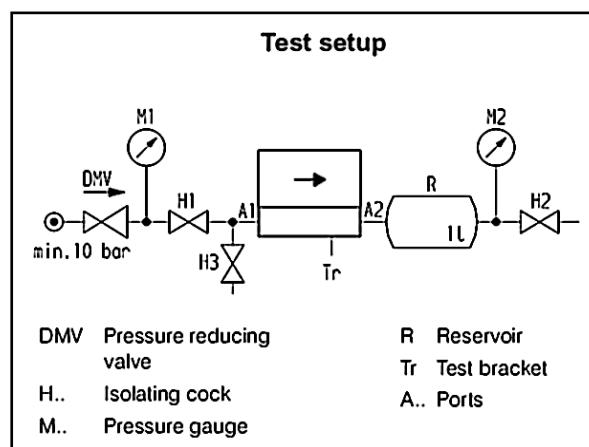 Test setup
M1
M2
DMV
H1
A1
A2
R
H2
min.10 bar
H3
1l
Tr
DMV Pressure reducing valve
H.. Isolating cock
M.. Pressure gauge
R Reservoir
Tr Test bracket
A.. Ports